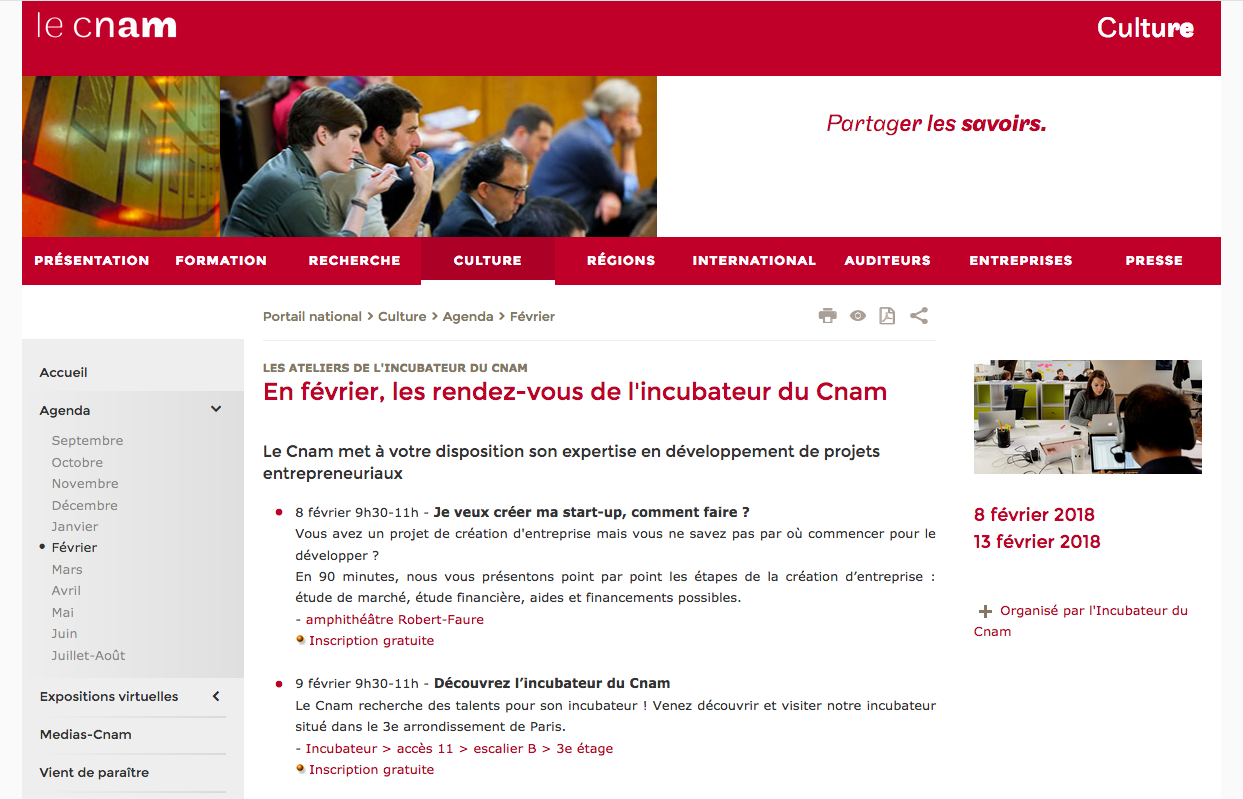 le cnam
Culture
Partager les savoirs.
PRÉSENTATION FORMATION RECHERCHE CULTURE RÉGIONS INTERNATIONAL AUDITEURS ENTREPRISES PRESSE
Portail national > Culture > Agenda > Février
Accueil
Agenda
Septembre
Octobre
Novembre
Décembre
Janvier
• Février
Mars
Avril
Mai
Juin
Juillet-Août
Expositions virtuelles
Medias-Cnam
Vient de paraître
LES ATELIERS DE L'INCUBATEUR DU CNAM
En février, les rendez-vous de l'incubateur du Cnam
Le Cnam met à votre disposition son expertise en développement de projets
entrepreneuriaux
• 8 février 9h30-11h - Je veux créer ma start-up, comment faire ?
Vous avez un projet de création d'entreprise mais vous ne savez pas par où commencer pour le
développer ?
En 90 minutes, nous vous présentons point par point les étapes de la création d’entreprise :
étude de marché, étude financière, aides et financements possibles.
- amphithéâtre Robert-Faure
Inscription gratuite
• 9 février 9h30-11h - Découvrez l’incubateur du Cnam
Le Cnam recherche des talents pour son incubateur ! Venez découvrir et visiter notre incubateur
situé dans le 3e arrondissement de Paris.
- Incubateur > accès 11 > escalier B > 3e étage
Inscription gratuite
8 février 2018
13 février 2018
Organisé par l'Incubateur du
Cnam